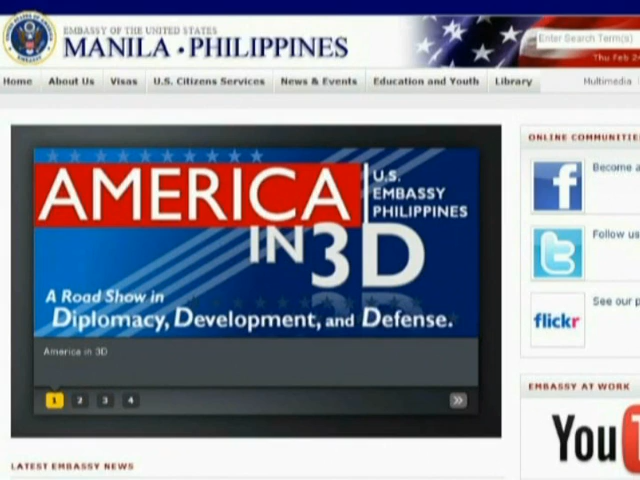 EMBASSY OF THE UNITED STATES
MANILA • PHILIPPINES
Enter Search Term(s)
Thu Feb 24
Home About Us Visas U.S. Citizens Services News & Events Education and Youth Library Multimedia
ONLINE COMMUNITIE
AMERICA
U.S.
EMBASSY
PHILIPPINES
IN 3D
A Road Show in
Diplomacy, Development, and Defense.
America in 3D
1 2 3 4 »
f
Become a
t
Follow us
flickr
See our p
EMBASSY AT WORK
You T
LATEST EMBASSY NEWS